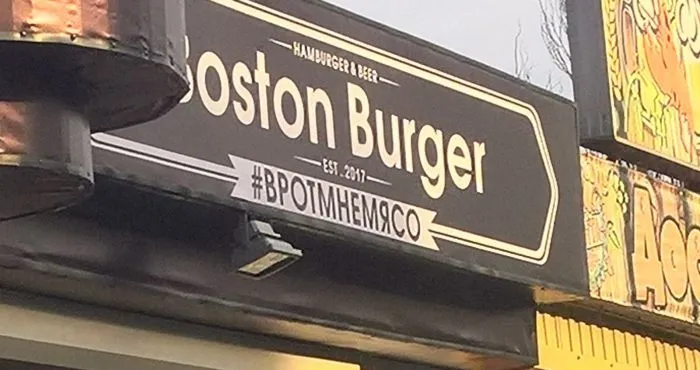 HAMBURGER & BEER
Boston Burger
EST. 2017
#ВРОТМНЕМЯСО